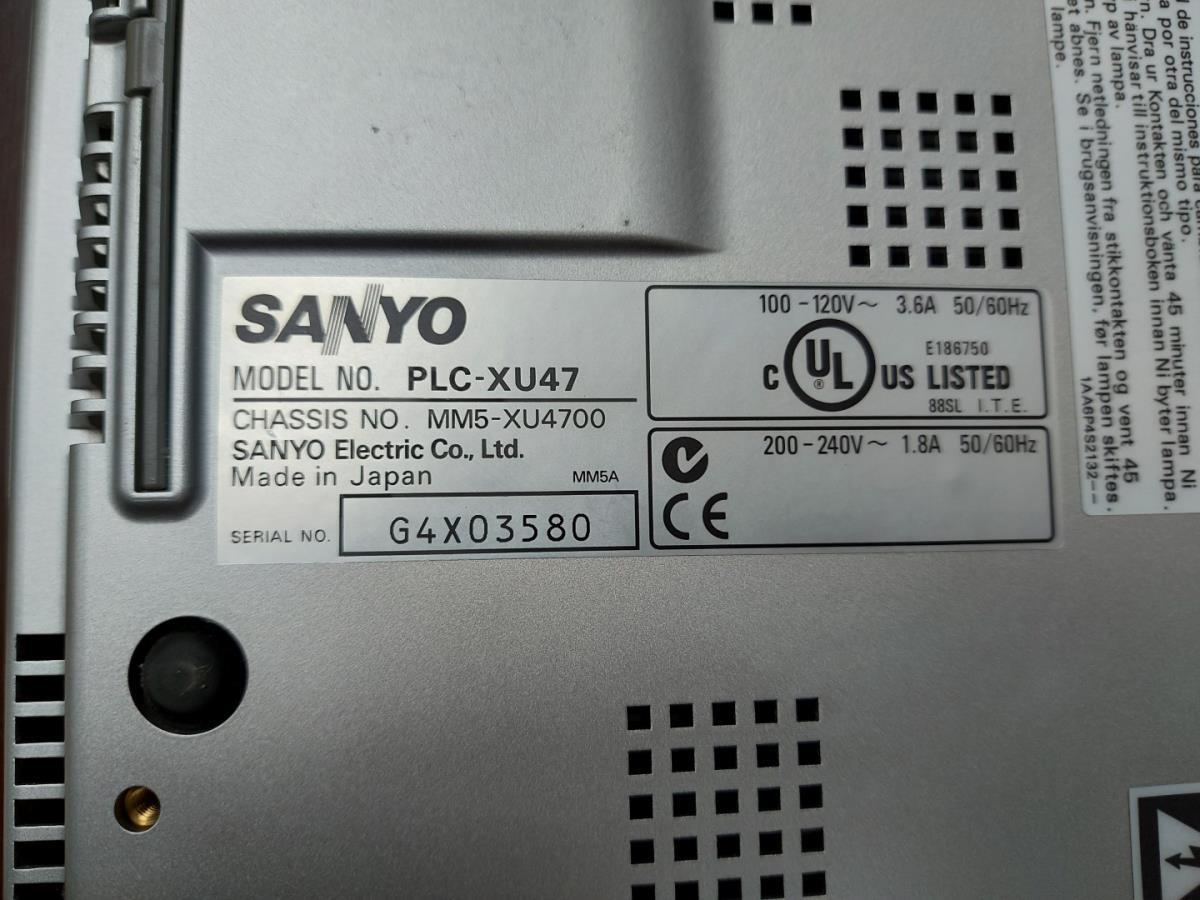 SANYO
MODEL NO. PLC-XU47
CHASSIS NO. MM5-XU4700
SANYO Electric Co., Ltd.
Made in Japan MM5A
SERIAL NO. G4X03580
100-120V~ 3.6A 50/60Hz
E186750
C UL ® US LISTED
88SL I.T.E.
200-240V~ 1.8A 50/60Hz
CE
de instrucciones para
a por otra del mismo tipo.
n. Dra ur Kontakten och vänta 45 minuter innan Ni
hänvisar till instruktionsboken innan Ni byter lampa.
p av lampa.
n. Fjern netledningen fra stikkontakten og vent 45
et abnes. Se i brugsanvisningen, før lampen skiftes.
lampe.
1AA6P4S2132--